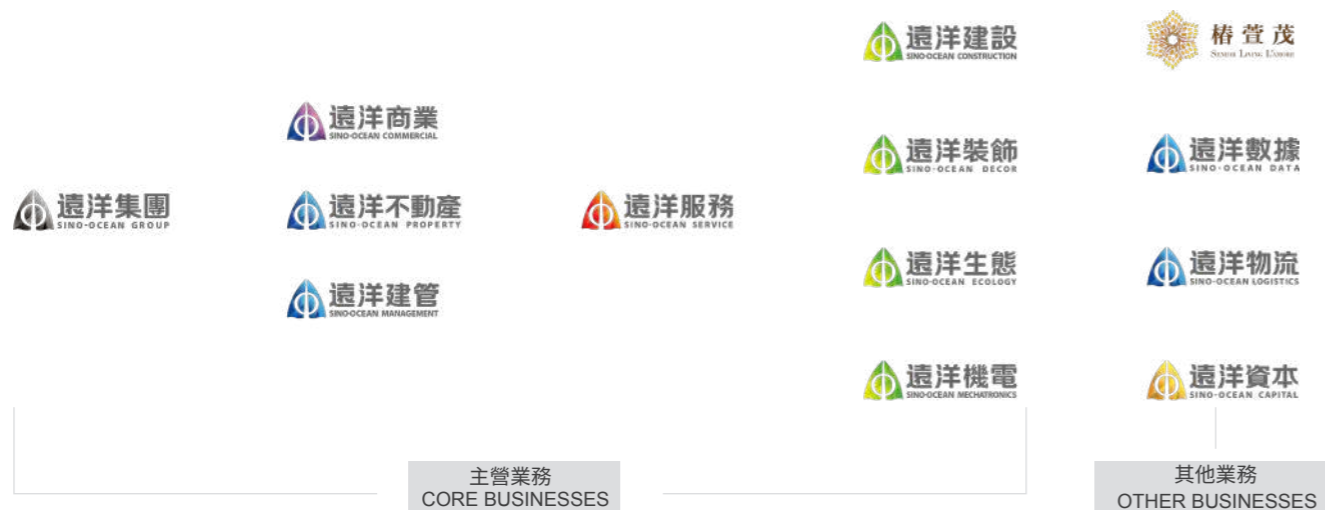 遠洋集團
SINO-OCEAN GROUP
遠洋商業
SINO-OCEAN COMMERCIAL
遠洋不動產
SINO-OCEAN PROPERTY
遠洋建管
SINO-OCEAN MANAGEMENT
遠洋服務
SINO-OCEAN SERVICE
遠洋建設
SINO-OCEAN CONSTRUCTION
遠洋裝飾
SINO-OCEAN DECOR
遠洋生態
SINO-OCEAN ECOLOGY
遠洋機電
SINO-OCEAN MECHATRONICS
椿萱茂
SENIOR LIVING L'AMORE
遠洋數據
SINO-OCEAN DATA
遠洋物流
SINO-OCEAN LOGISTICS
遠洋資本
SINO-OCEAN CAPITAL
主營業務
CORE BUSINESSES
其他業務
OTHER BUSINESSES